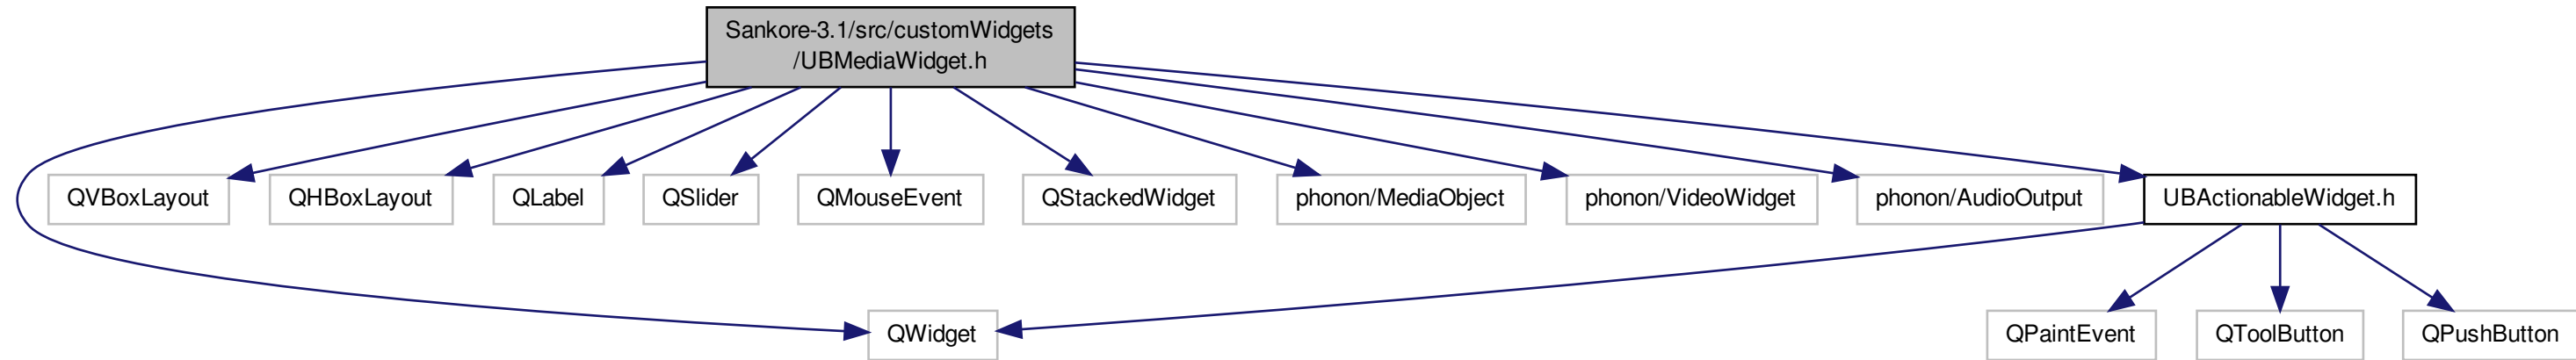 Sankore-3.1/src/customWidgets
/UBMediaWidget.h
QVBoxLayout
QHBoxLayout
QLabel
QSlider
QMouseEvent
QStackedWidget
phonon/MediaObject
phonon/VideoWidget
phonon/AudioOutput
UBActionableWidget.h
QWidget
QPaintEvent
QToolButton
QPushButton